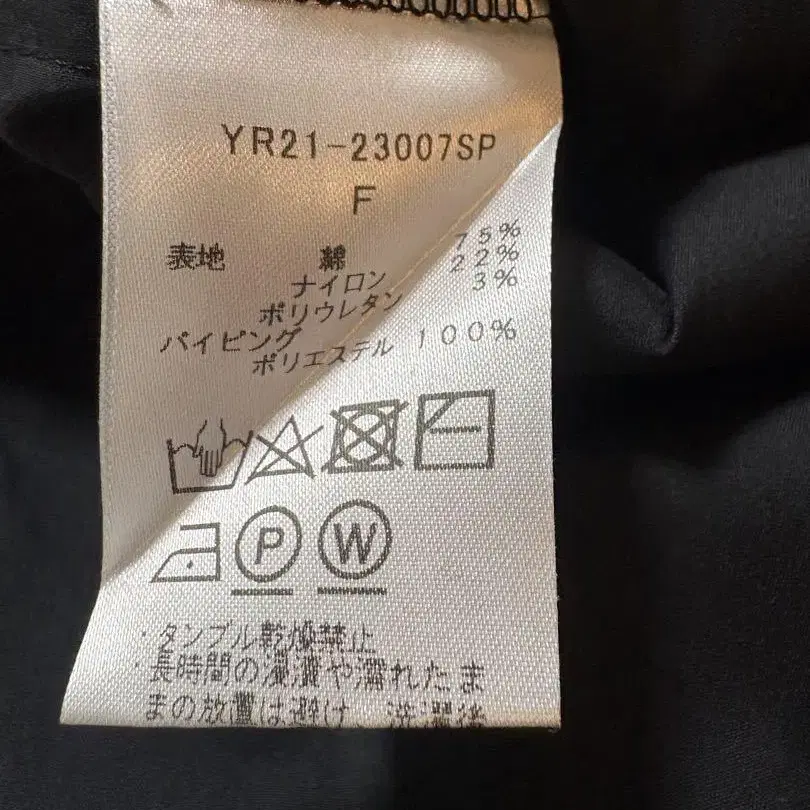 YR21-23007SP
F
表地 綿 75%
ナイロン 22%
ポリウレタン 3%
パイピング
ポリエステル 100%
P W
・タンブル乾燥禁止
・長時間の浸漬や濡れたま
まの放置は避け、洗濯後